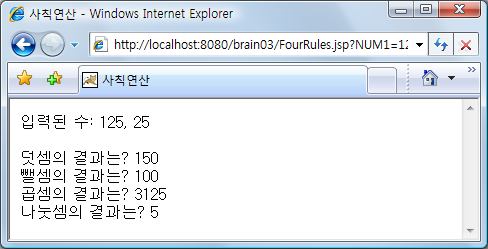 사칙연산 - Windows Internet Explorer
http://localhost:8080/brain03/FourRules.jsp?NUM1=12
사칙연산
입력된 수: 125, 25
덧셈의 결과는? 150
뺄셈의 결과는? 100
곱셈의 결과는? 3125
나눗셈의 결과는? 5